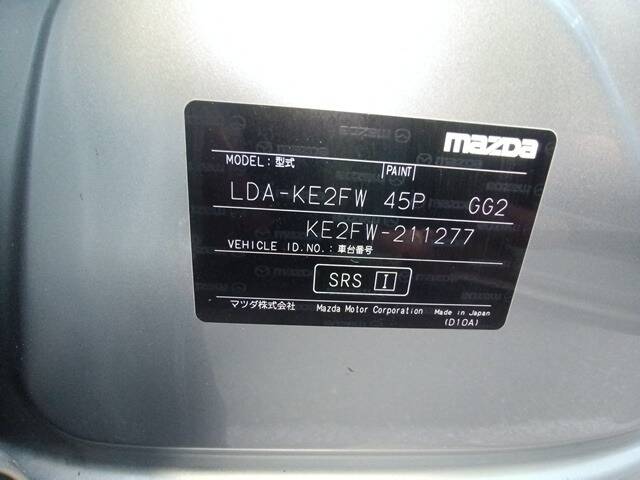 mazda
MODEL: 型式 PAINT
LDA-KE2FW 45P GG2
KE2FW-211277
VEHICLE ID.NO.: 車台番号
SRS I
マツダ株式会社 Mazda Motor Corporation Made in Japan
(D10A)